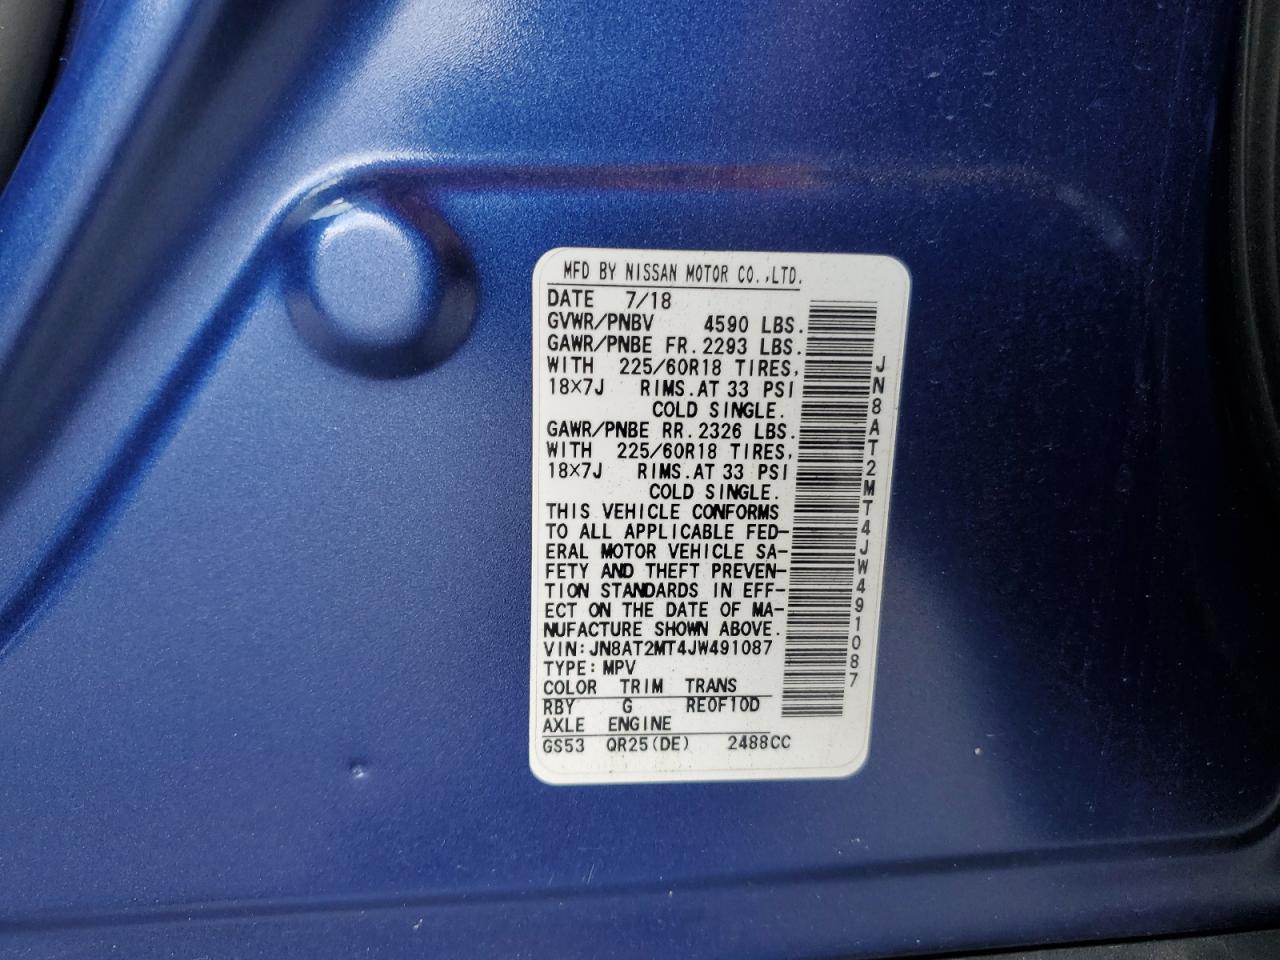 MFD BY NISSAN MOTOR CO.,LTD.
DATE 7/18
GVWR/PNBV 4590 LBS.
GAWR/PNBE FR. 2293 LBS.
WITH 225/60R18 TIRES,
18X7J RIMS.AT 33 PSI
COLD SINGLE.
GAWR/PNBE RR. 2326 LBS.
WITH 225/60R18 TIRES,
18X7J RIMS.AT 33 PSI
COLD SINGLE.
THIS VEHICLE CONFORMS
TO ALL APPLICABLE FED-
ERAL MOTOR VEHICLE SA-
FETY AND THEFT PREVEN-
TION STANDARDS IN EFF-
ECT ON THE DATE OF MA-
NUFACTURE SHOWN ABOVE.
VIN:JN8AT2MT4JW491087
TYPE:MPV
COLOR TRIM TRANS
RBY G RE0F10D
AXLE ENGINE
GS53 QR25(DE) 2488CC
JN8AT2MT4JW491087